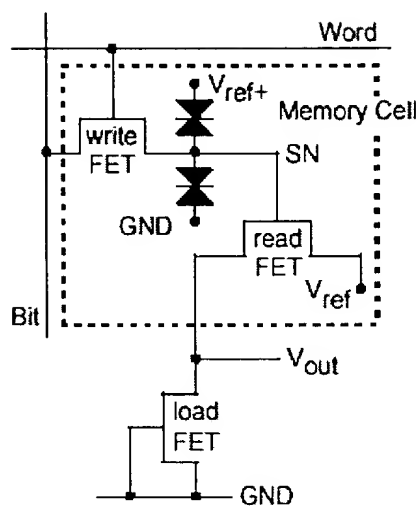 Word
V_ref+
Memory Cell
write
FET
SN
GND
read
FET
V_ref
Bit
V_out
load
FET
GND